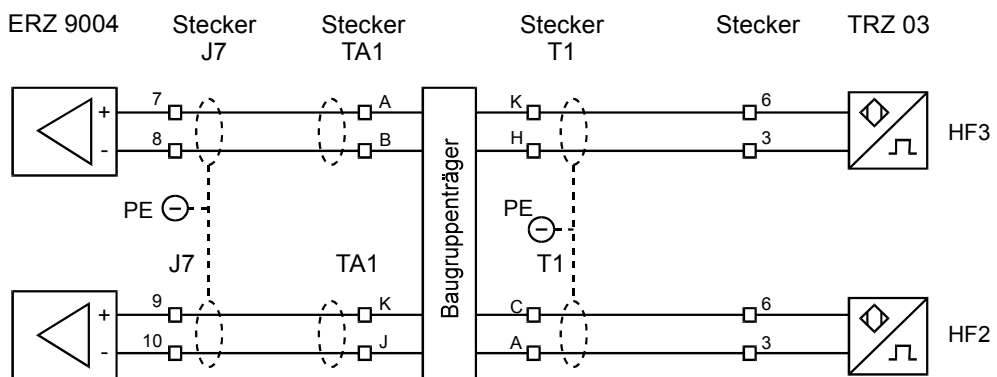 ERZ 9004 Stecker Stecker Stecker Stecker TRZ 03
J7 TA1 T1
+ 7 A K 6 HF3
- 8 B H 3
PE PE
J7 TA1 T1
Baugruppenträger
+ 9 K C 6 HF2
- 10 J A 3